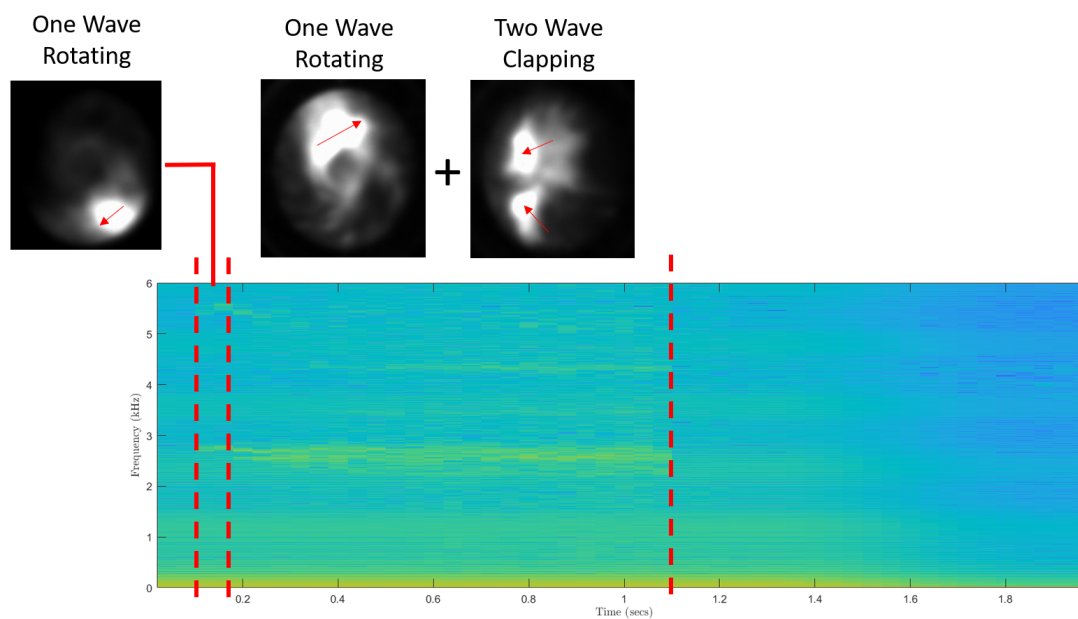 One Wave
Rotating
One Wave
Rotating
Two Wave
Clapping
+
6
5
4
3
2
1
0
Frequency (kHz)
0.2
0.4
0.6
0.8
1
1.2
1.4
1.6
1.8
Time (secs)